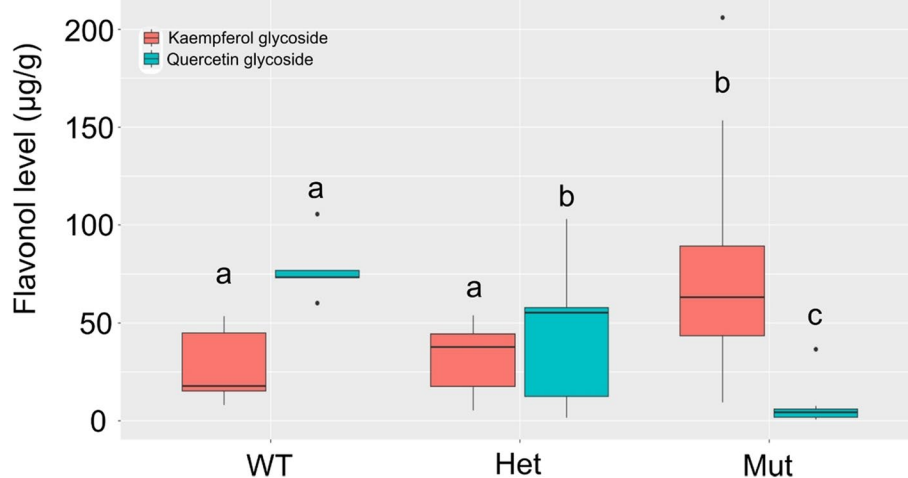 Flavonol level (µg/g)
200
150
100
50
0
Kaempferol glycoside
Quercetin glycoside
a
a
a
b
b
c
WT
Het
Mut